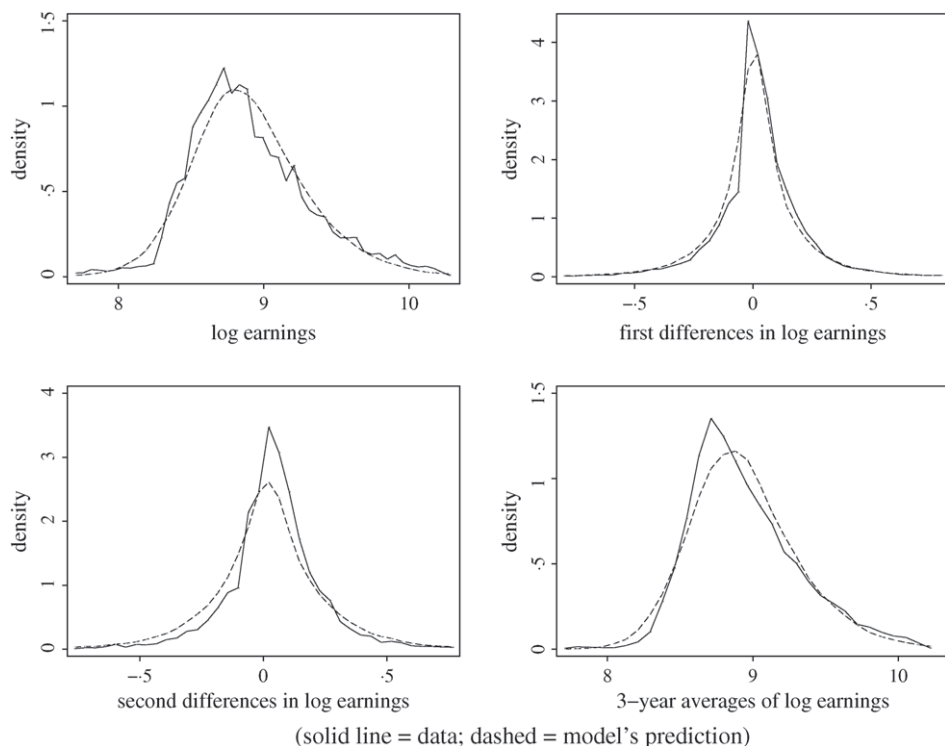 1·5
1
·5
0
density
8 9 10
log earnings
4
3
2
1
0
density
−·5 0 ·5
first differences in log earnings
4
3
2
1
0
density
−·5 0 ·5
second differences in log earnings
1·5
1
·5
0
density
8 9 10
3−year averages of log earnings
(solid line = data; dashed = model's prediction)